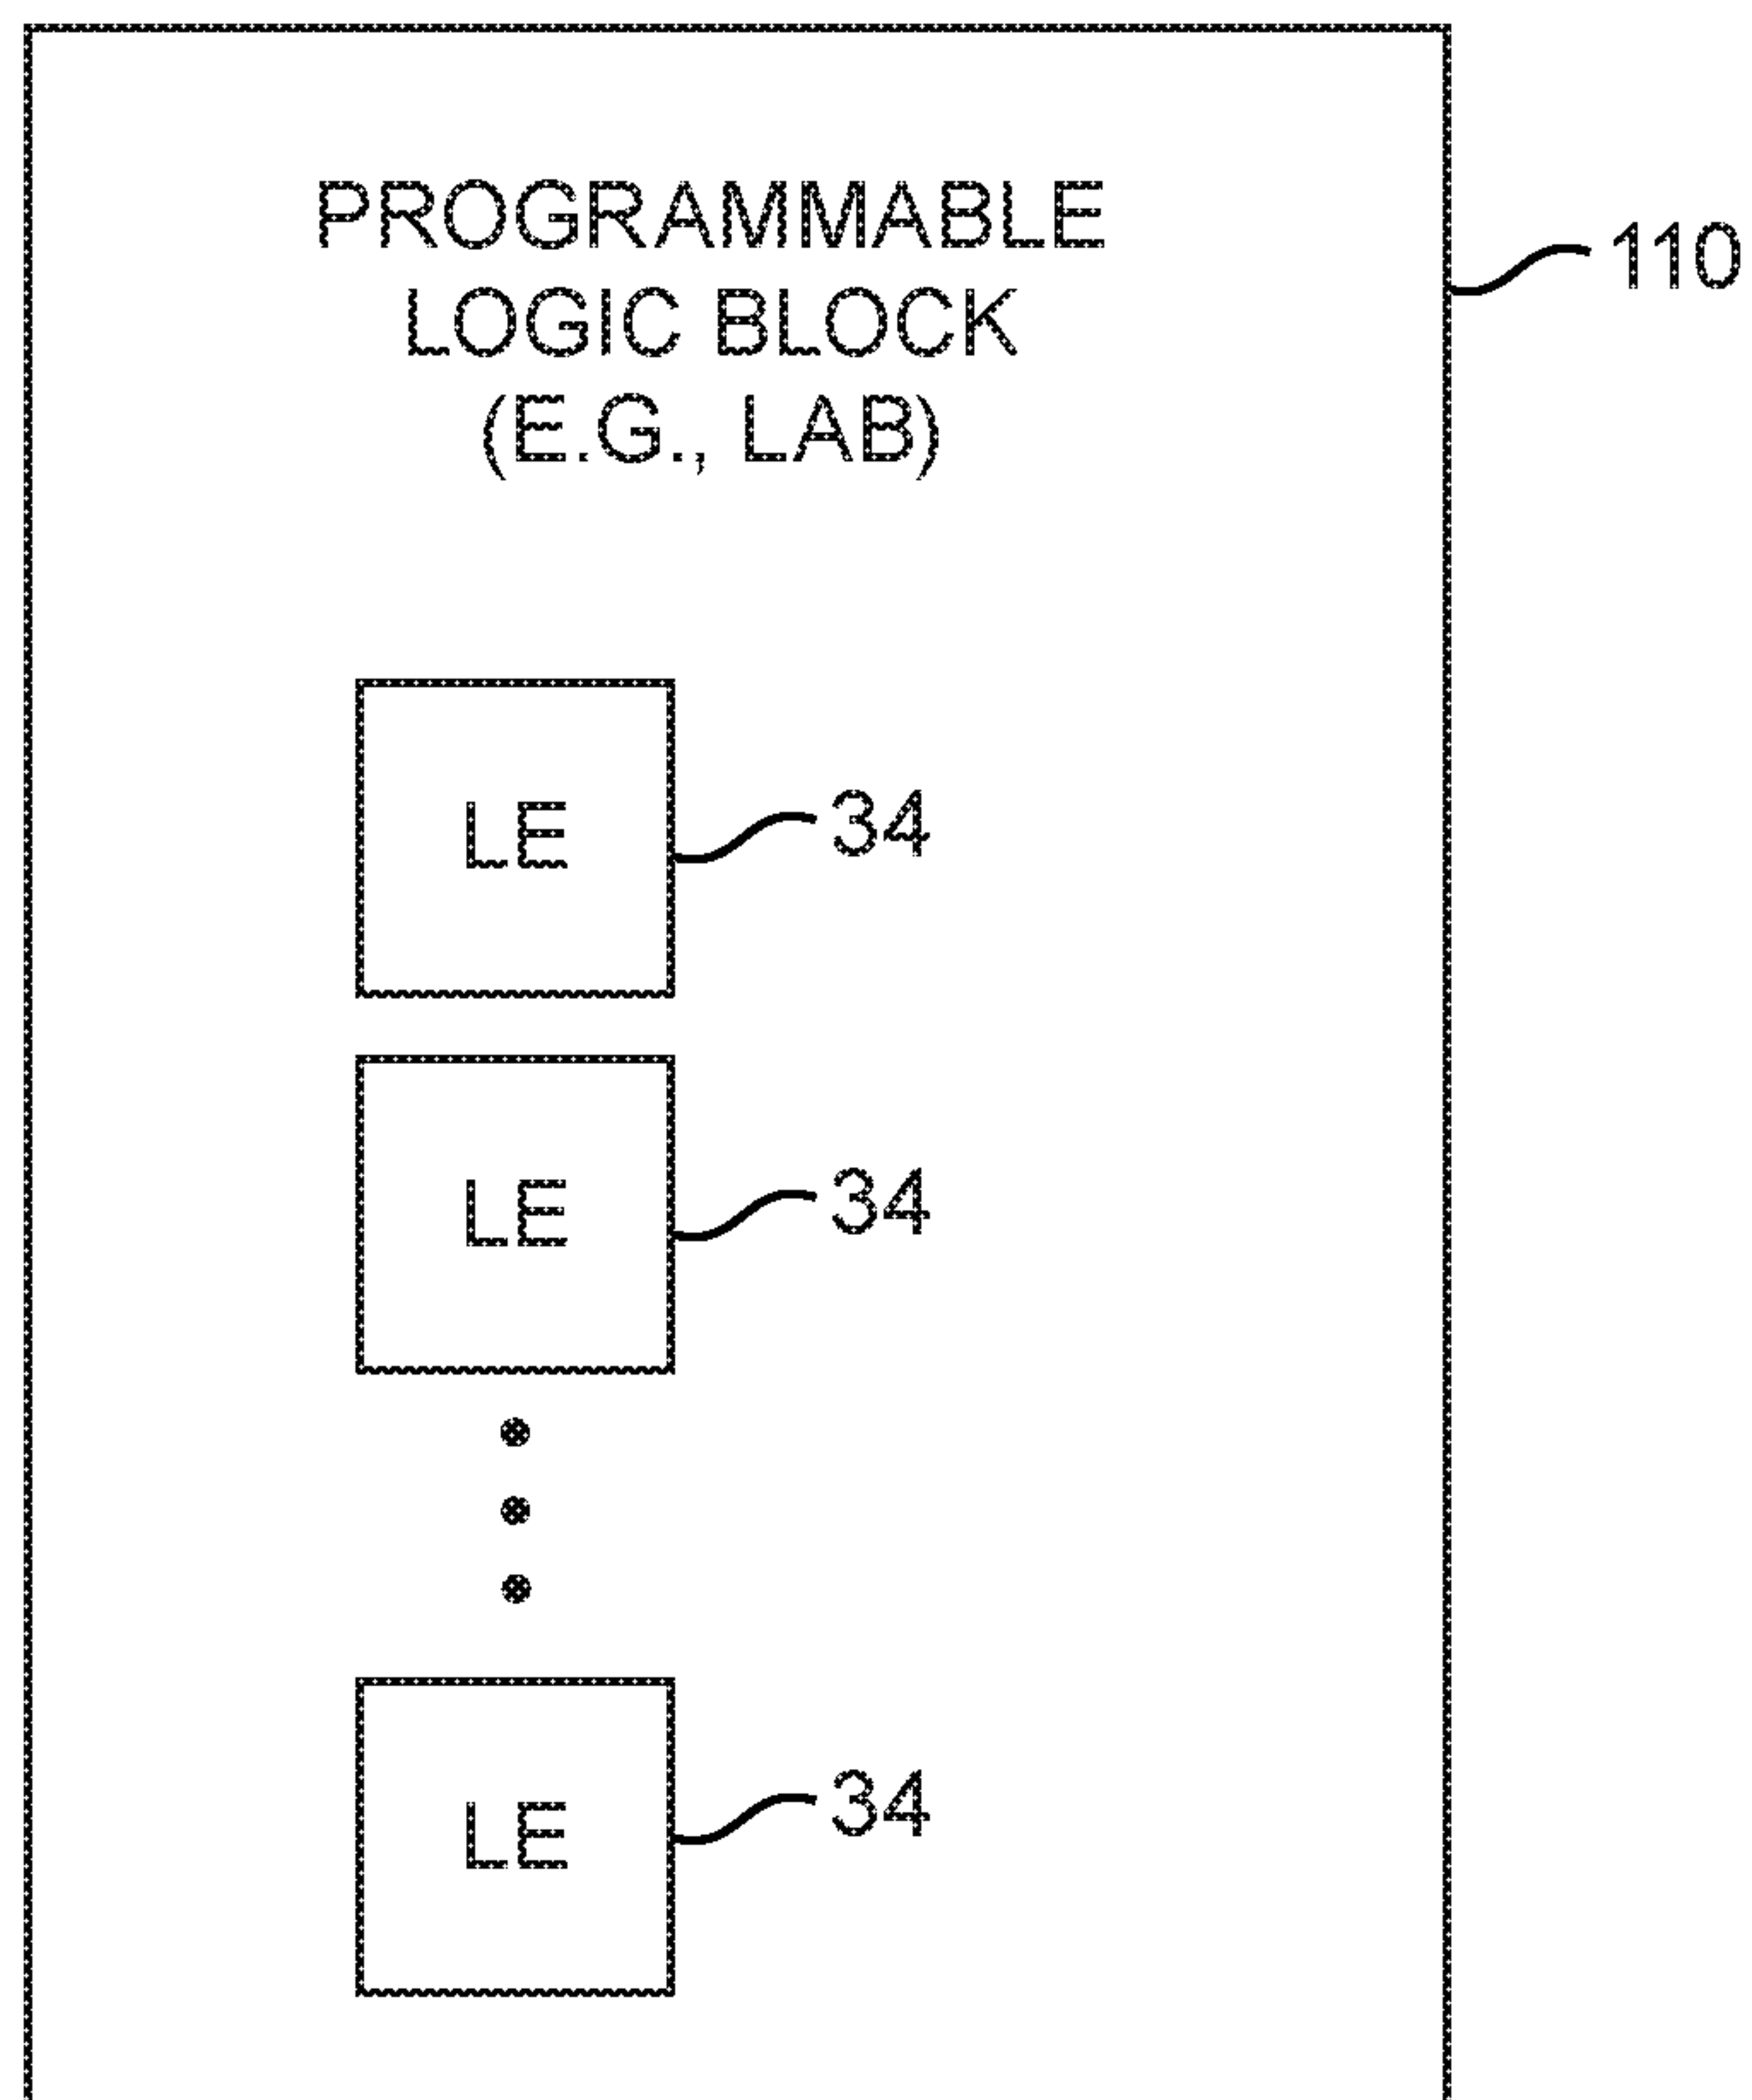 PROGRAMMABLE
LOGIC BLOCK
(E.G., LAB)
110
LE
34
LE
34
LE
34